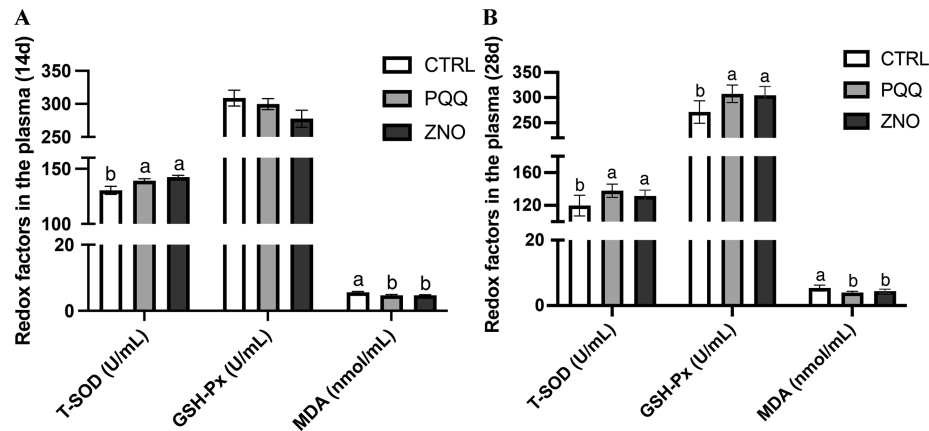 A
Redox factors in the plasma (14d)
350
300
250
150
100
20
0
b
a
a
a
b
b
CTRL
PQQ
ZNO
T-SOD (U/mL)
GSH-Px (U/mL)
MDA (nmol/mL)
B
Redox factors in the plasma (28d)
350
300
250
160
120
20
0
b
a
a
b
a
a
a
b
b
CTRL
PQQ
ZNO
T-SOD (U/mL)
GSH-Px (U/mL)
MDA (nmol/mL)